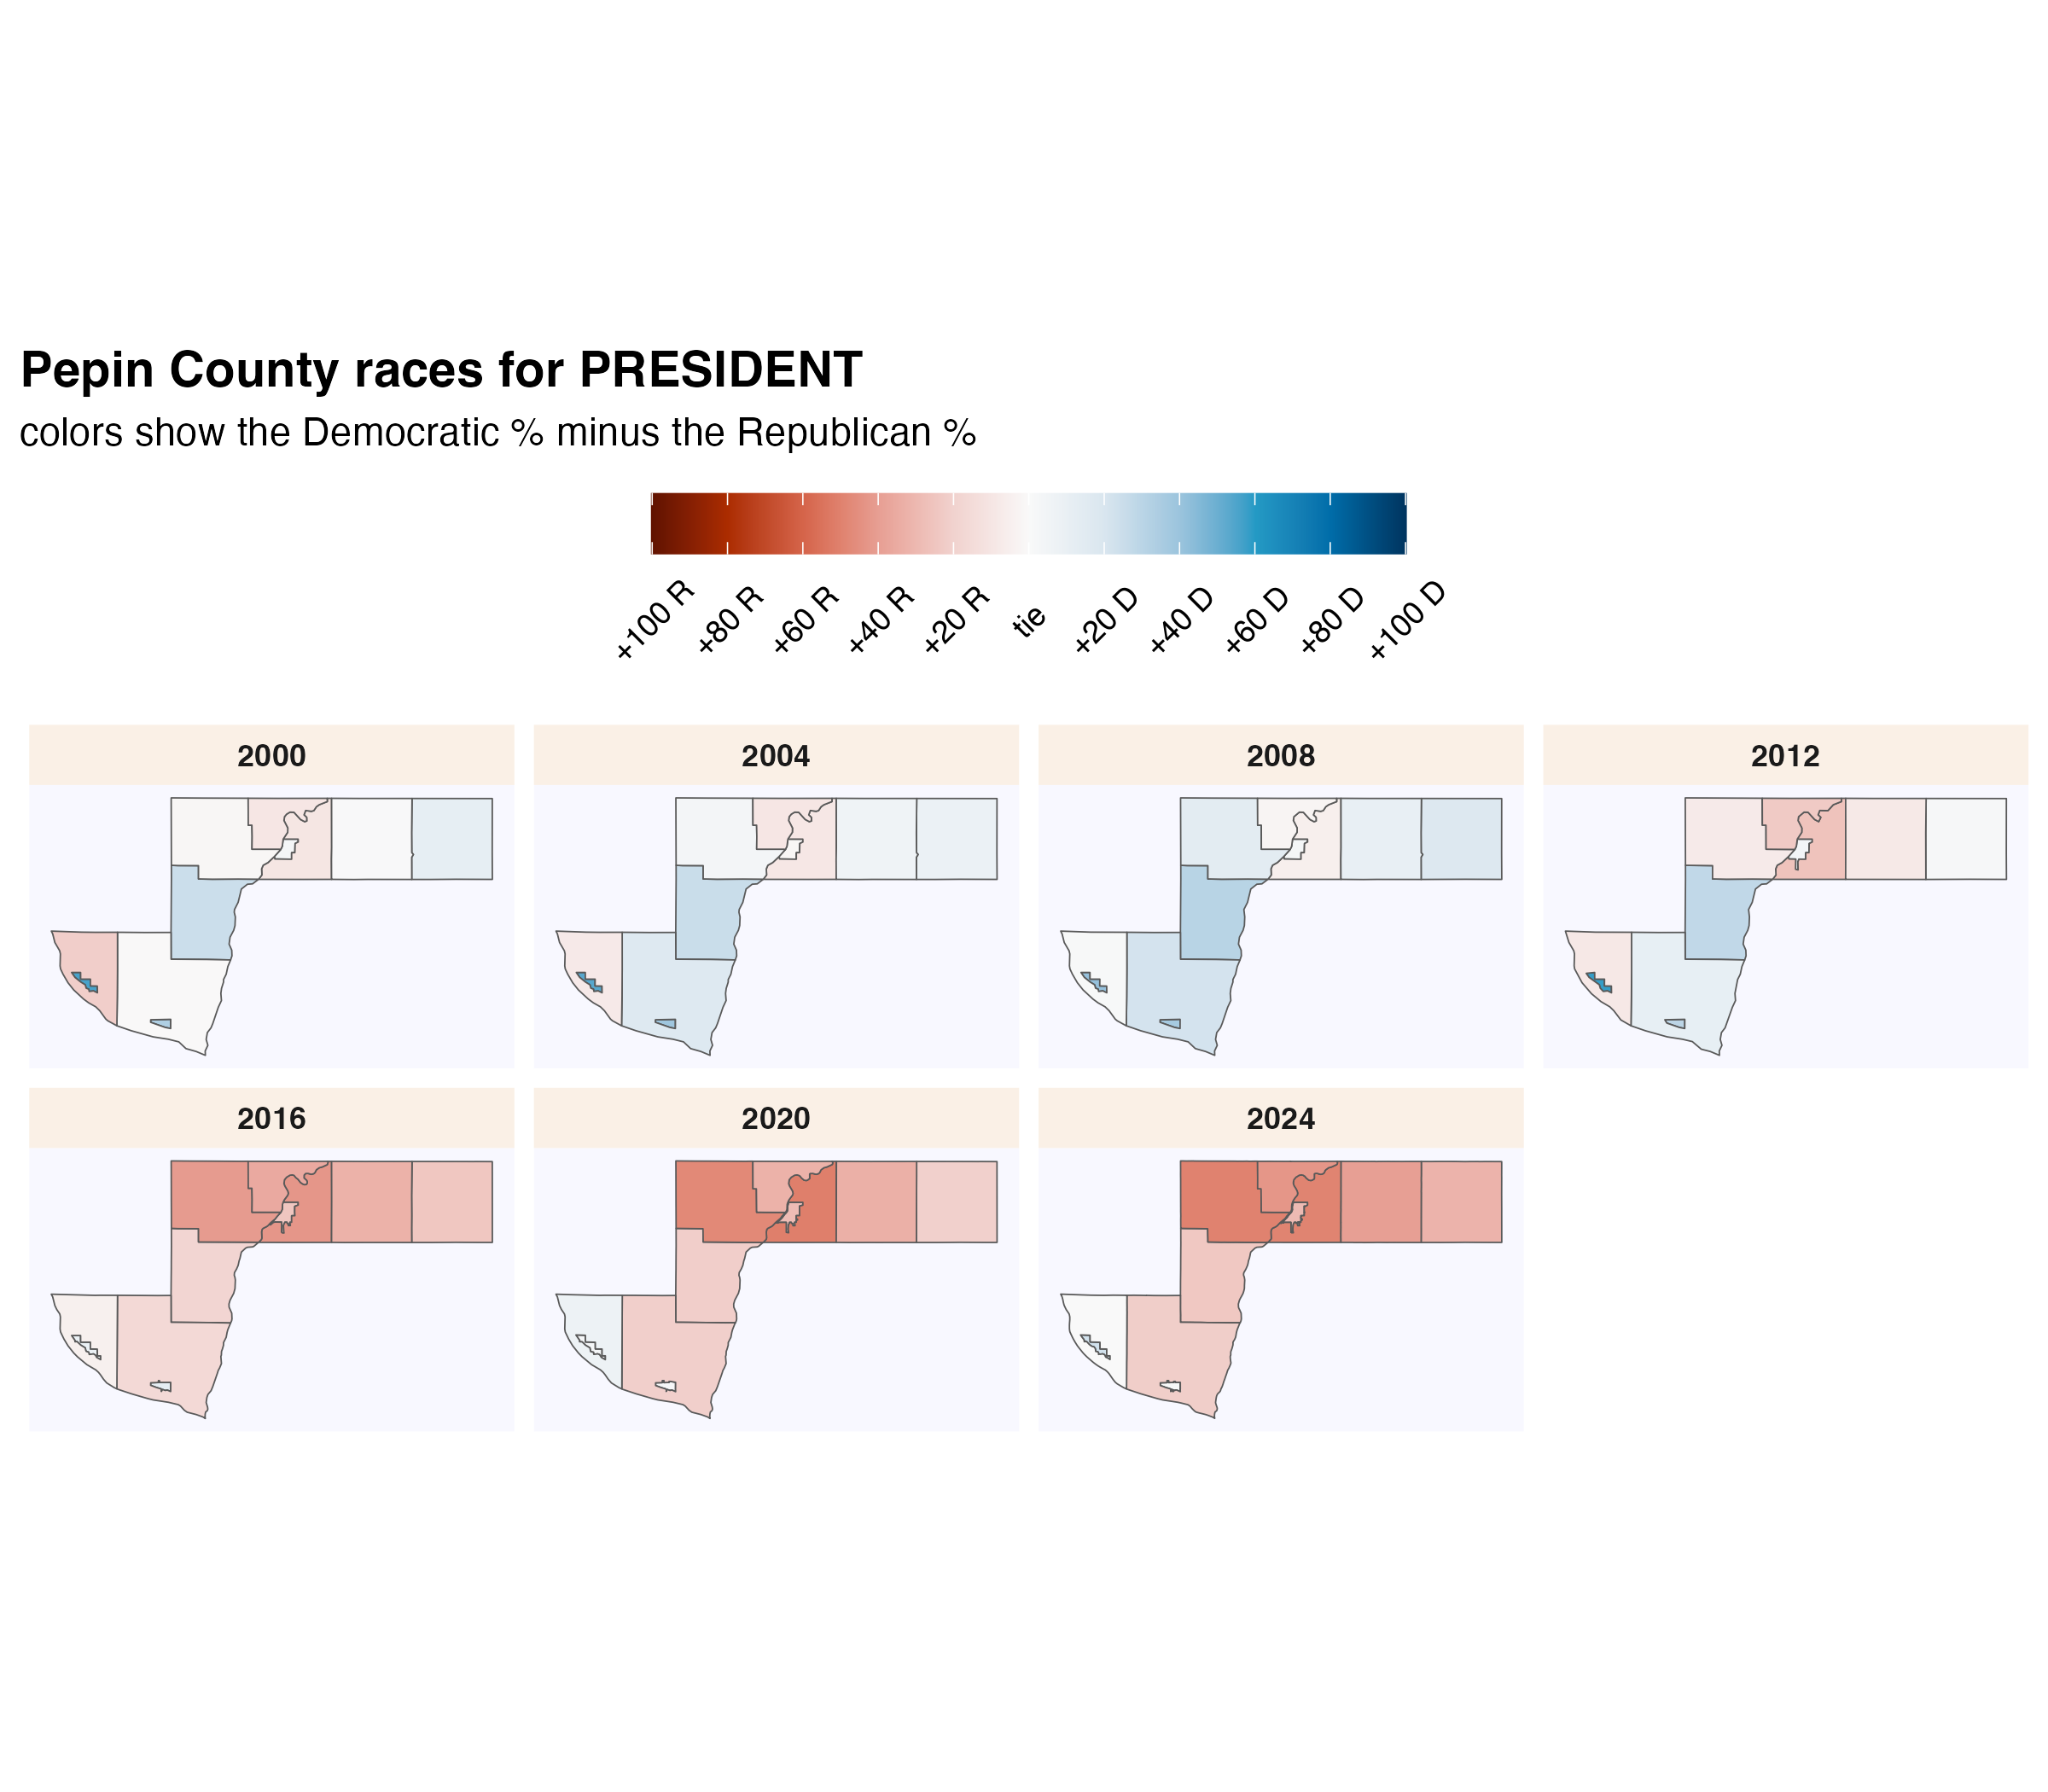 Pepin County races for PRESIDENT
colors show the Democratic % minus the Republican %
+100 R
+80 R
+60 R
+40 R
+20 R
tie
+20 D
+40 D
+60 D
+80 D
+100 D
2000
2004
2008
2012
2016
2020
2024